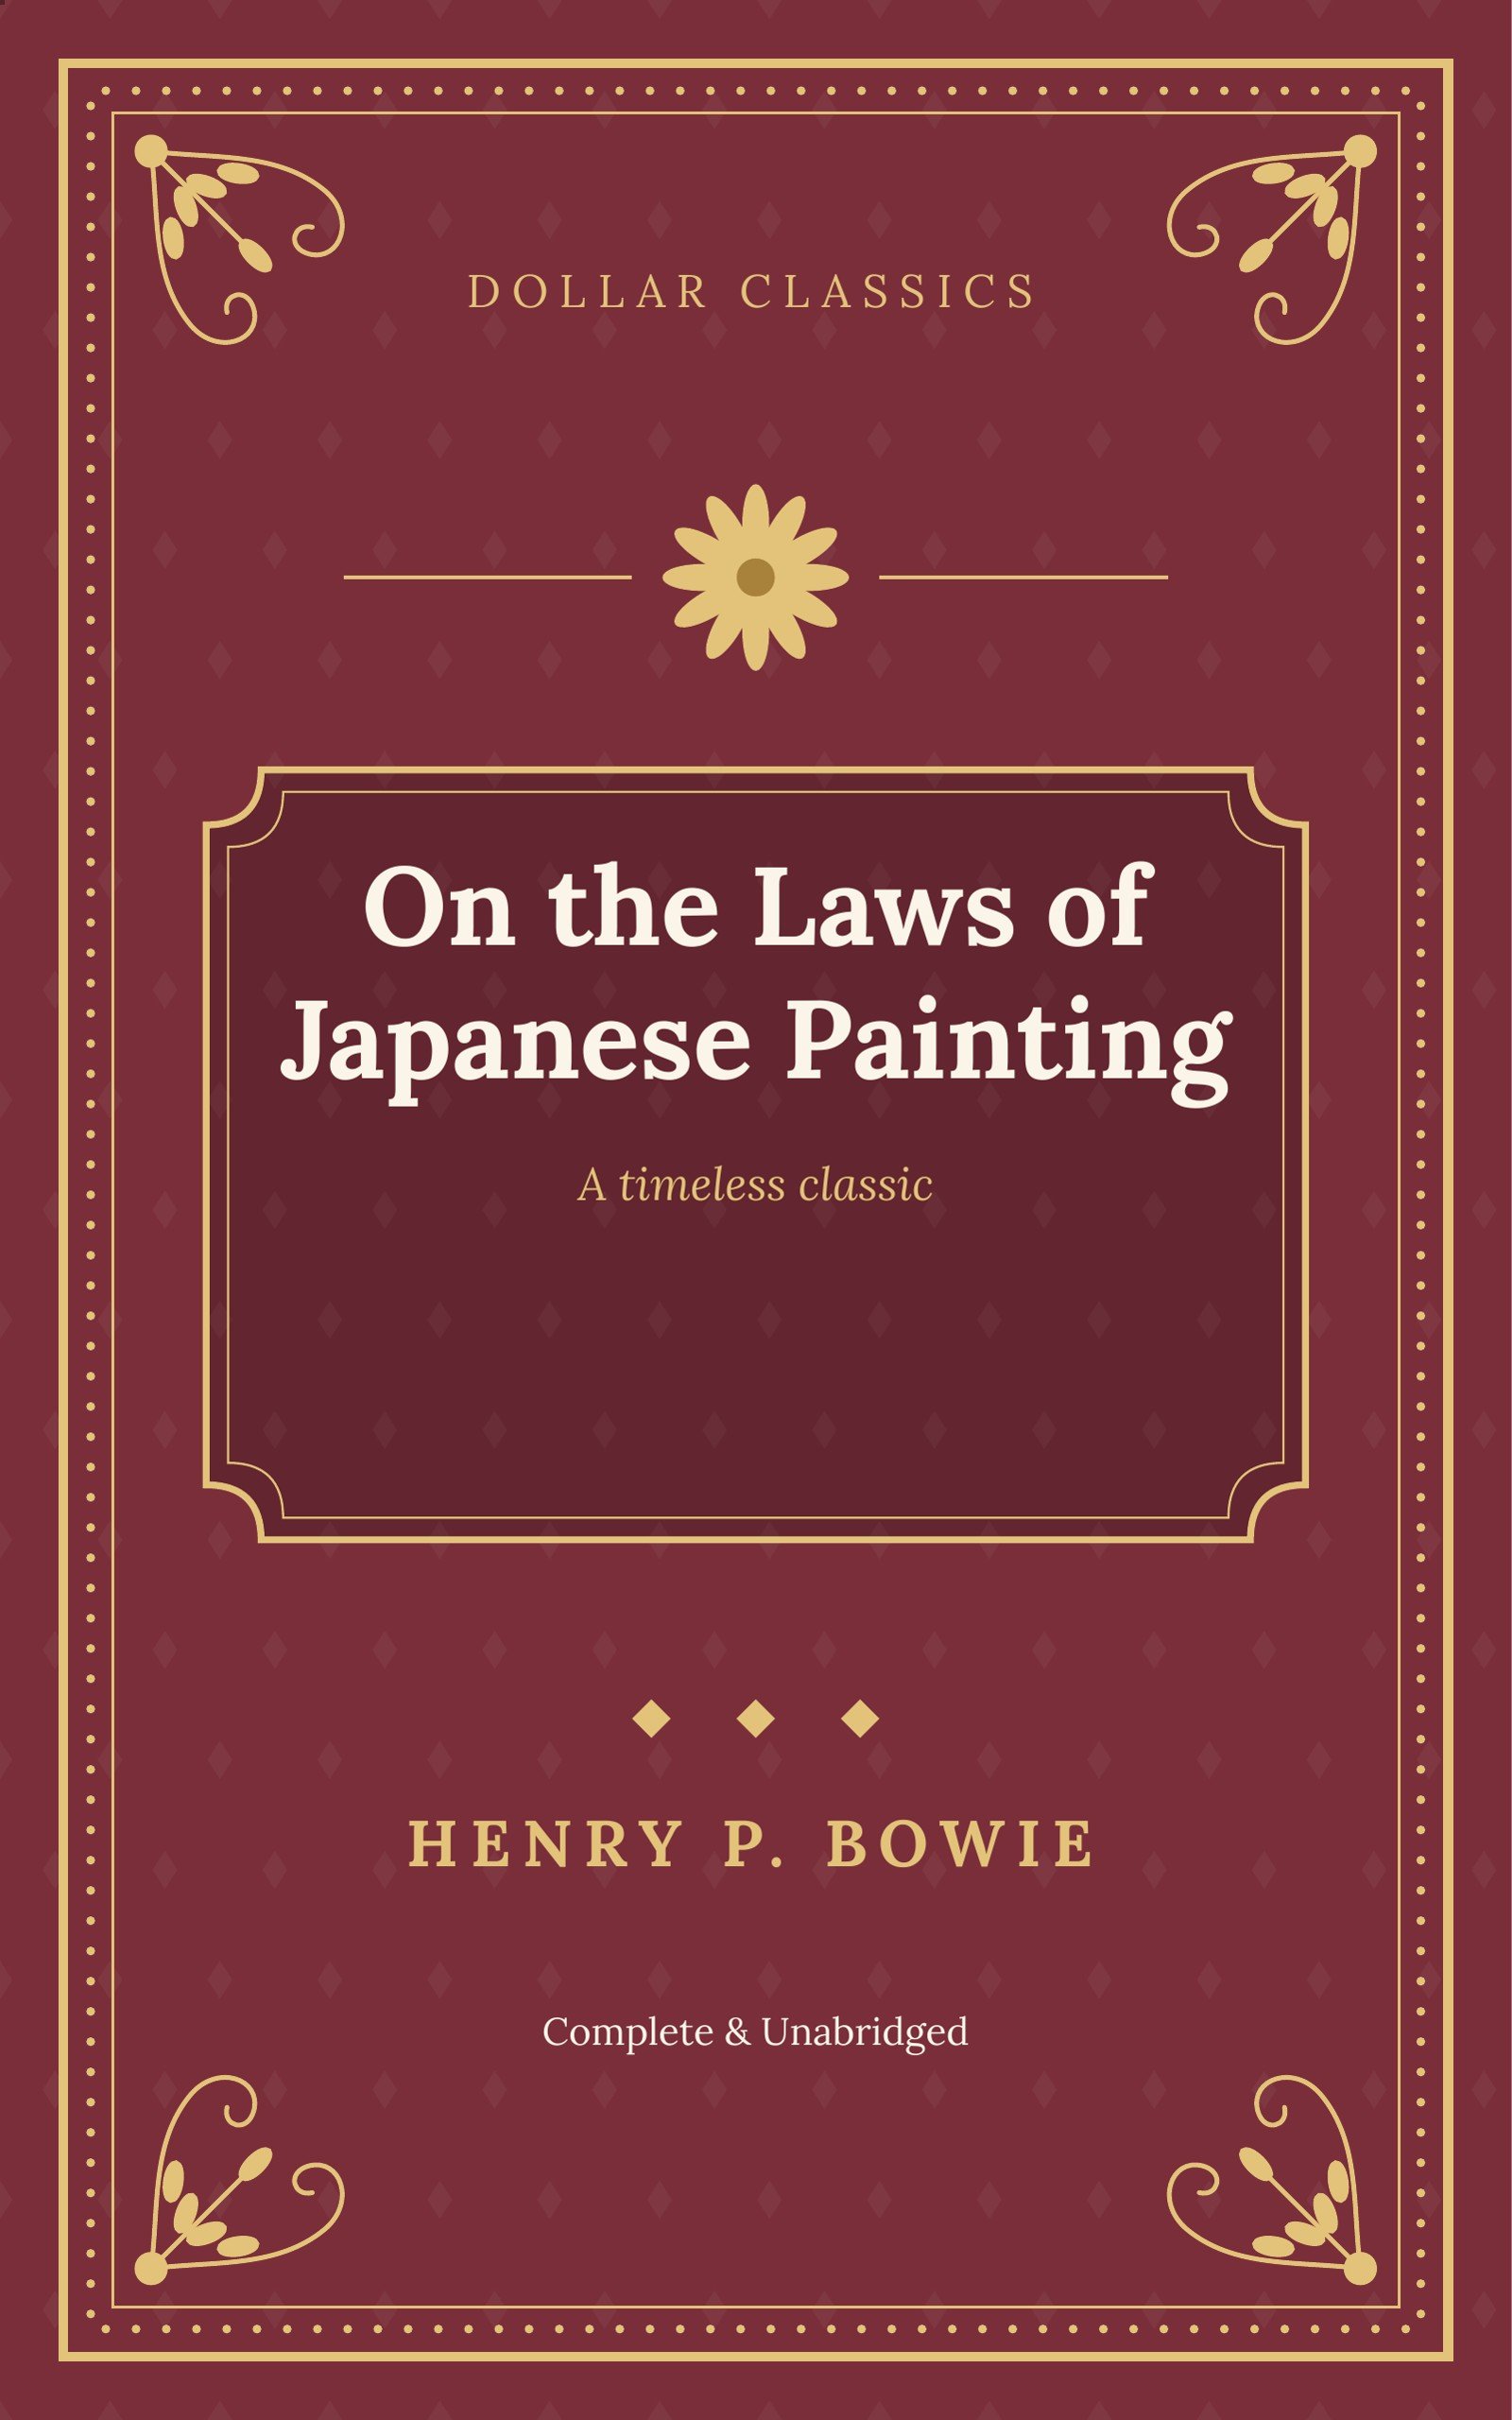 DOLLAR CLASSICS
On the Laws of
Japanese Painting
A timeless classic
HENRY P. BOWIE
Complete & Unabridged